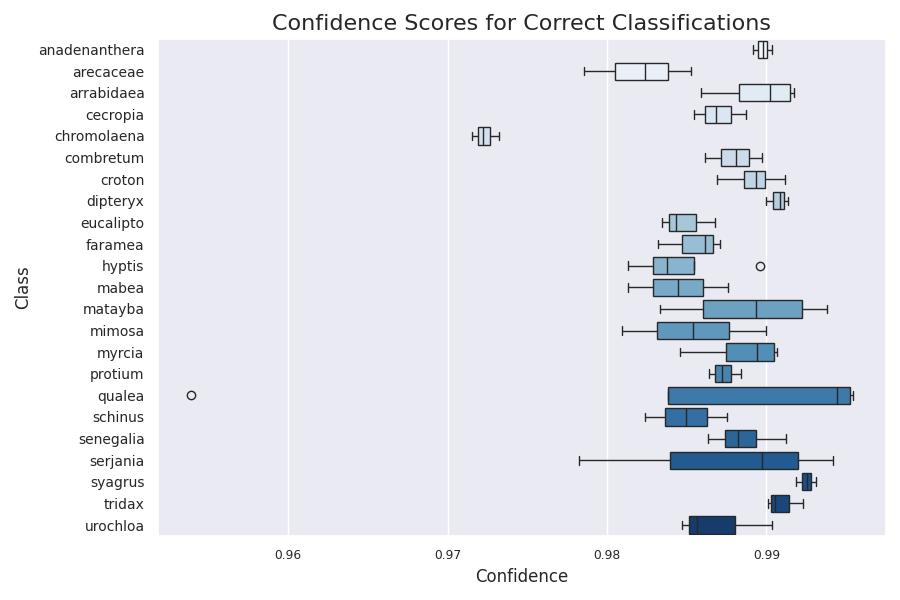 Confidence Scores for Correct Classifications
anadenanthera
arecaceae
arrabidaea
cecropia
chromolaena
combretum
croton
dipteryx
eucalipto
faramea
hyptis
mabea
matayba
mimosa
myrcia
protium
qualea
schinus
senegalia
serjania
syagrus
tridax
urochloa
Class
0.96 0.97 0.98 0.99
Confidence